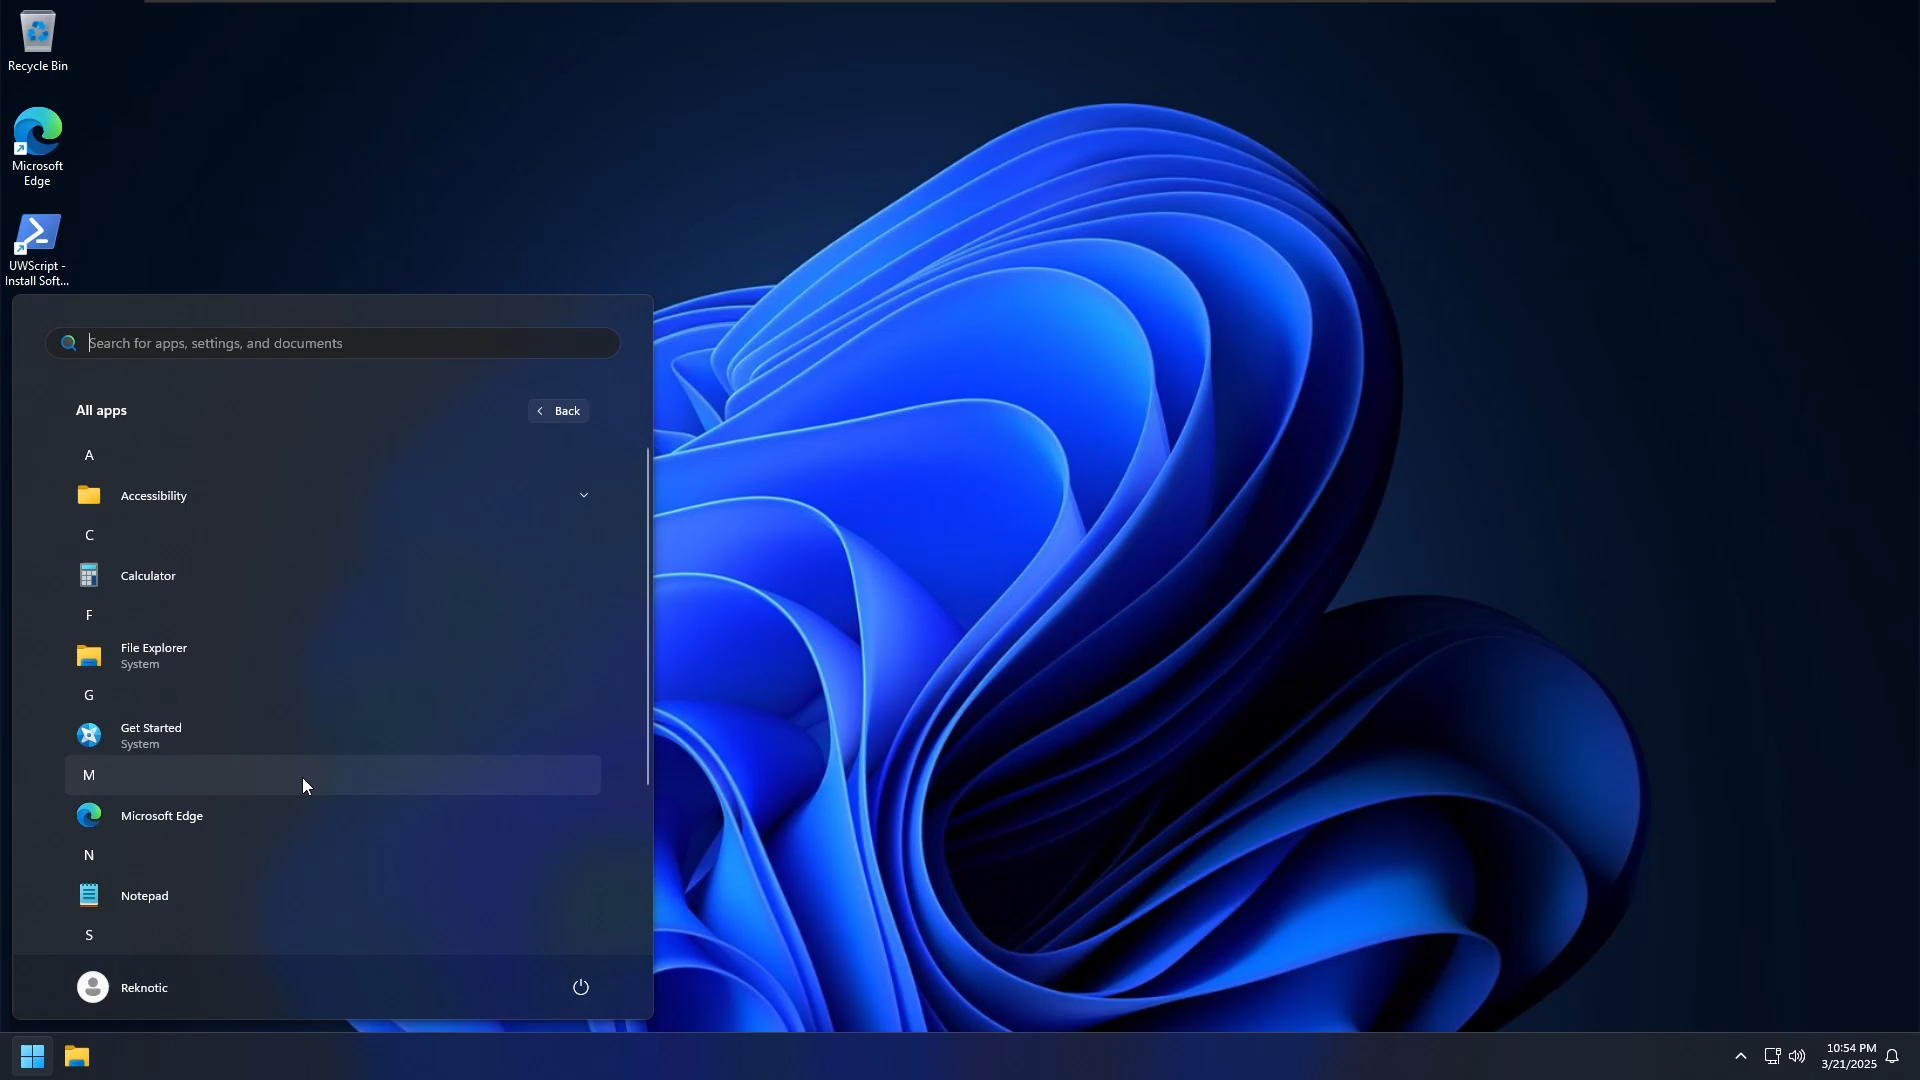 Recycle Bin
Microsoft
Edge
UWScript -
Install Soft...
Search for apps, settings, and documents
All apps
Back
A
Accessibility
C
Calculator
F
File Explorer
System
G
Get Started
System
M
Microsoft Edge
N
Notepad
S
Reknotic
10:54 PM
3/21/2025